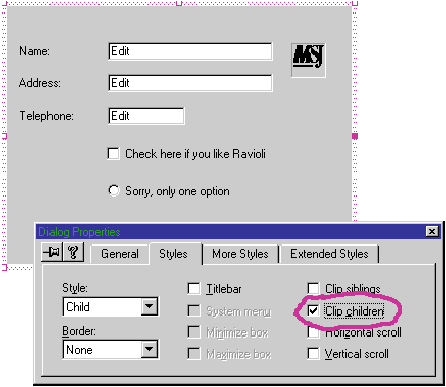 Name: Edit
MSJ
Address: Edit
Telephone: Edit
Check here if you like Ravioli
Sorry, only one option
Dialog Properties
? General Styles More Styles Extended Styles
Style: Titlebar Clip siblings
Child System menu Clip children
Border: Minimize box Horizontal scroll
None Maximize box Vertical scroll